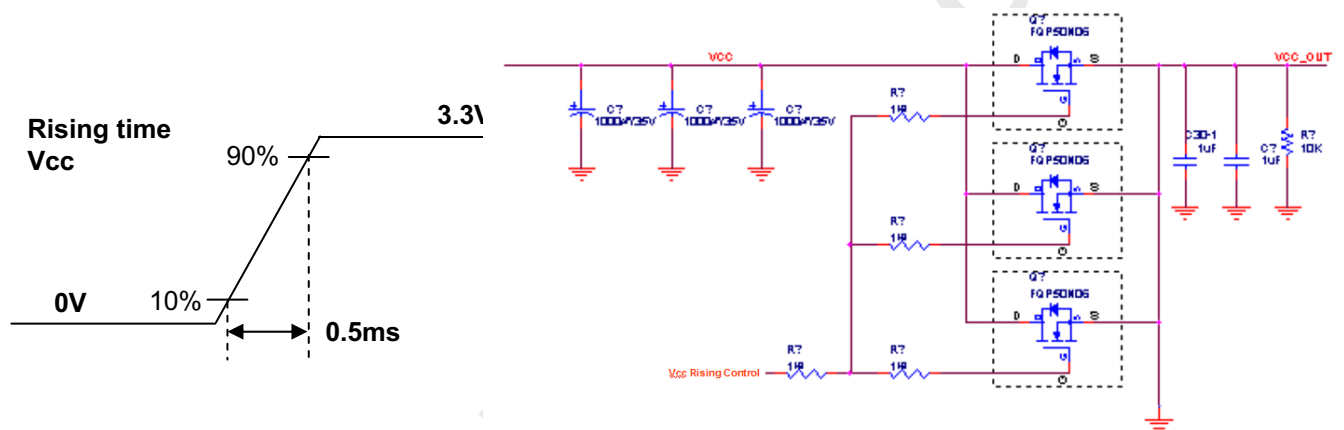 Rising time
Vcc
3.3V
90%
10%
0V
0.5ms
Q?
FQP50N06
D
S
G
VCC
VCC_OUT
C?
1000uF/35V
C?
1000uF/35V
C?
1000uF/35V
R?
1K
C30-1
1uF
C?
1uF
R?
10K
Q?
FQP50N06
D
S
G
R?
1K
Q?
FQP50N06
D
S
G
R?
1K
R?
1K
Vcc Rising Control